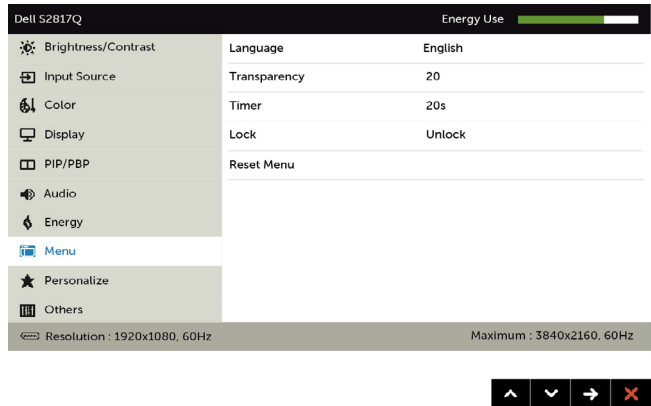 Dell S2817Q Energy Use
Brightness/Contrast
Input Source
Color
Display
PIP/PBP
Audio
Energy
Menu
Personalize
Others
Language English
Transparency 20
Timer 20s
Lock Unlock
Reset Menu
Resolution : 1920x1080, 60Hz Maximum : 3840x2160, 60Hz